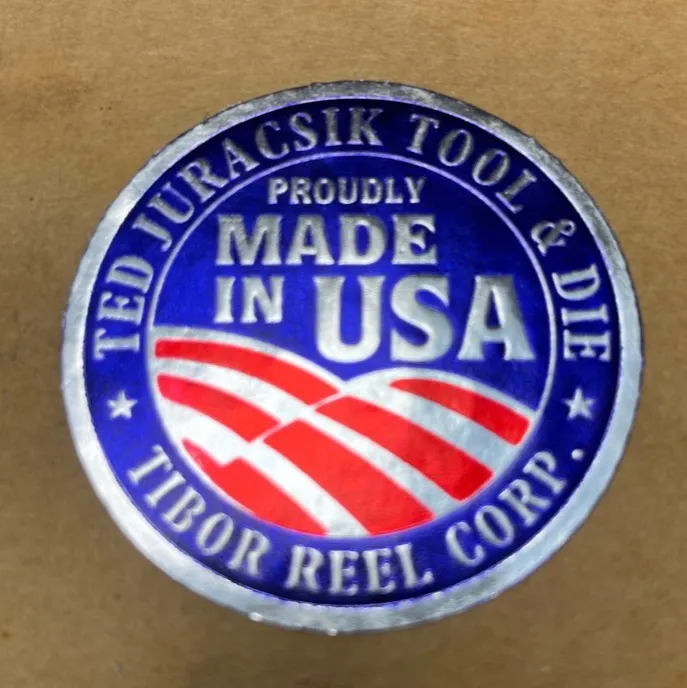 TED JURACSIK TOOL & DIE
PROUDLY
MADE
IN USA
TIBOR REEL CORP.